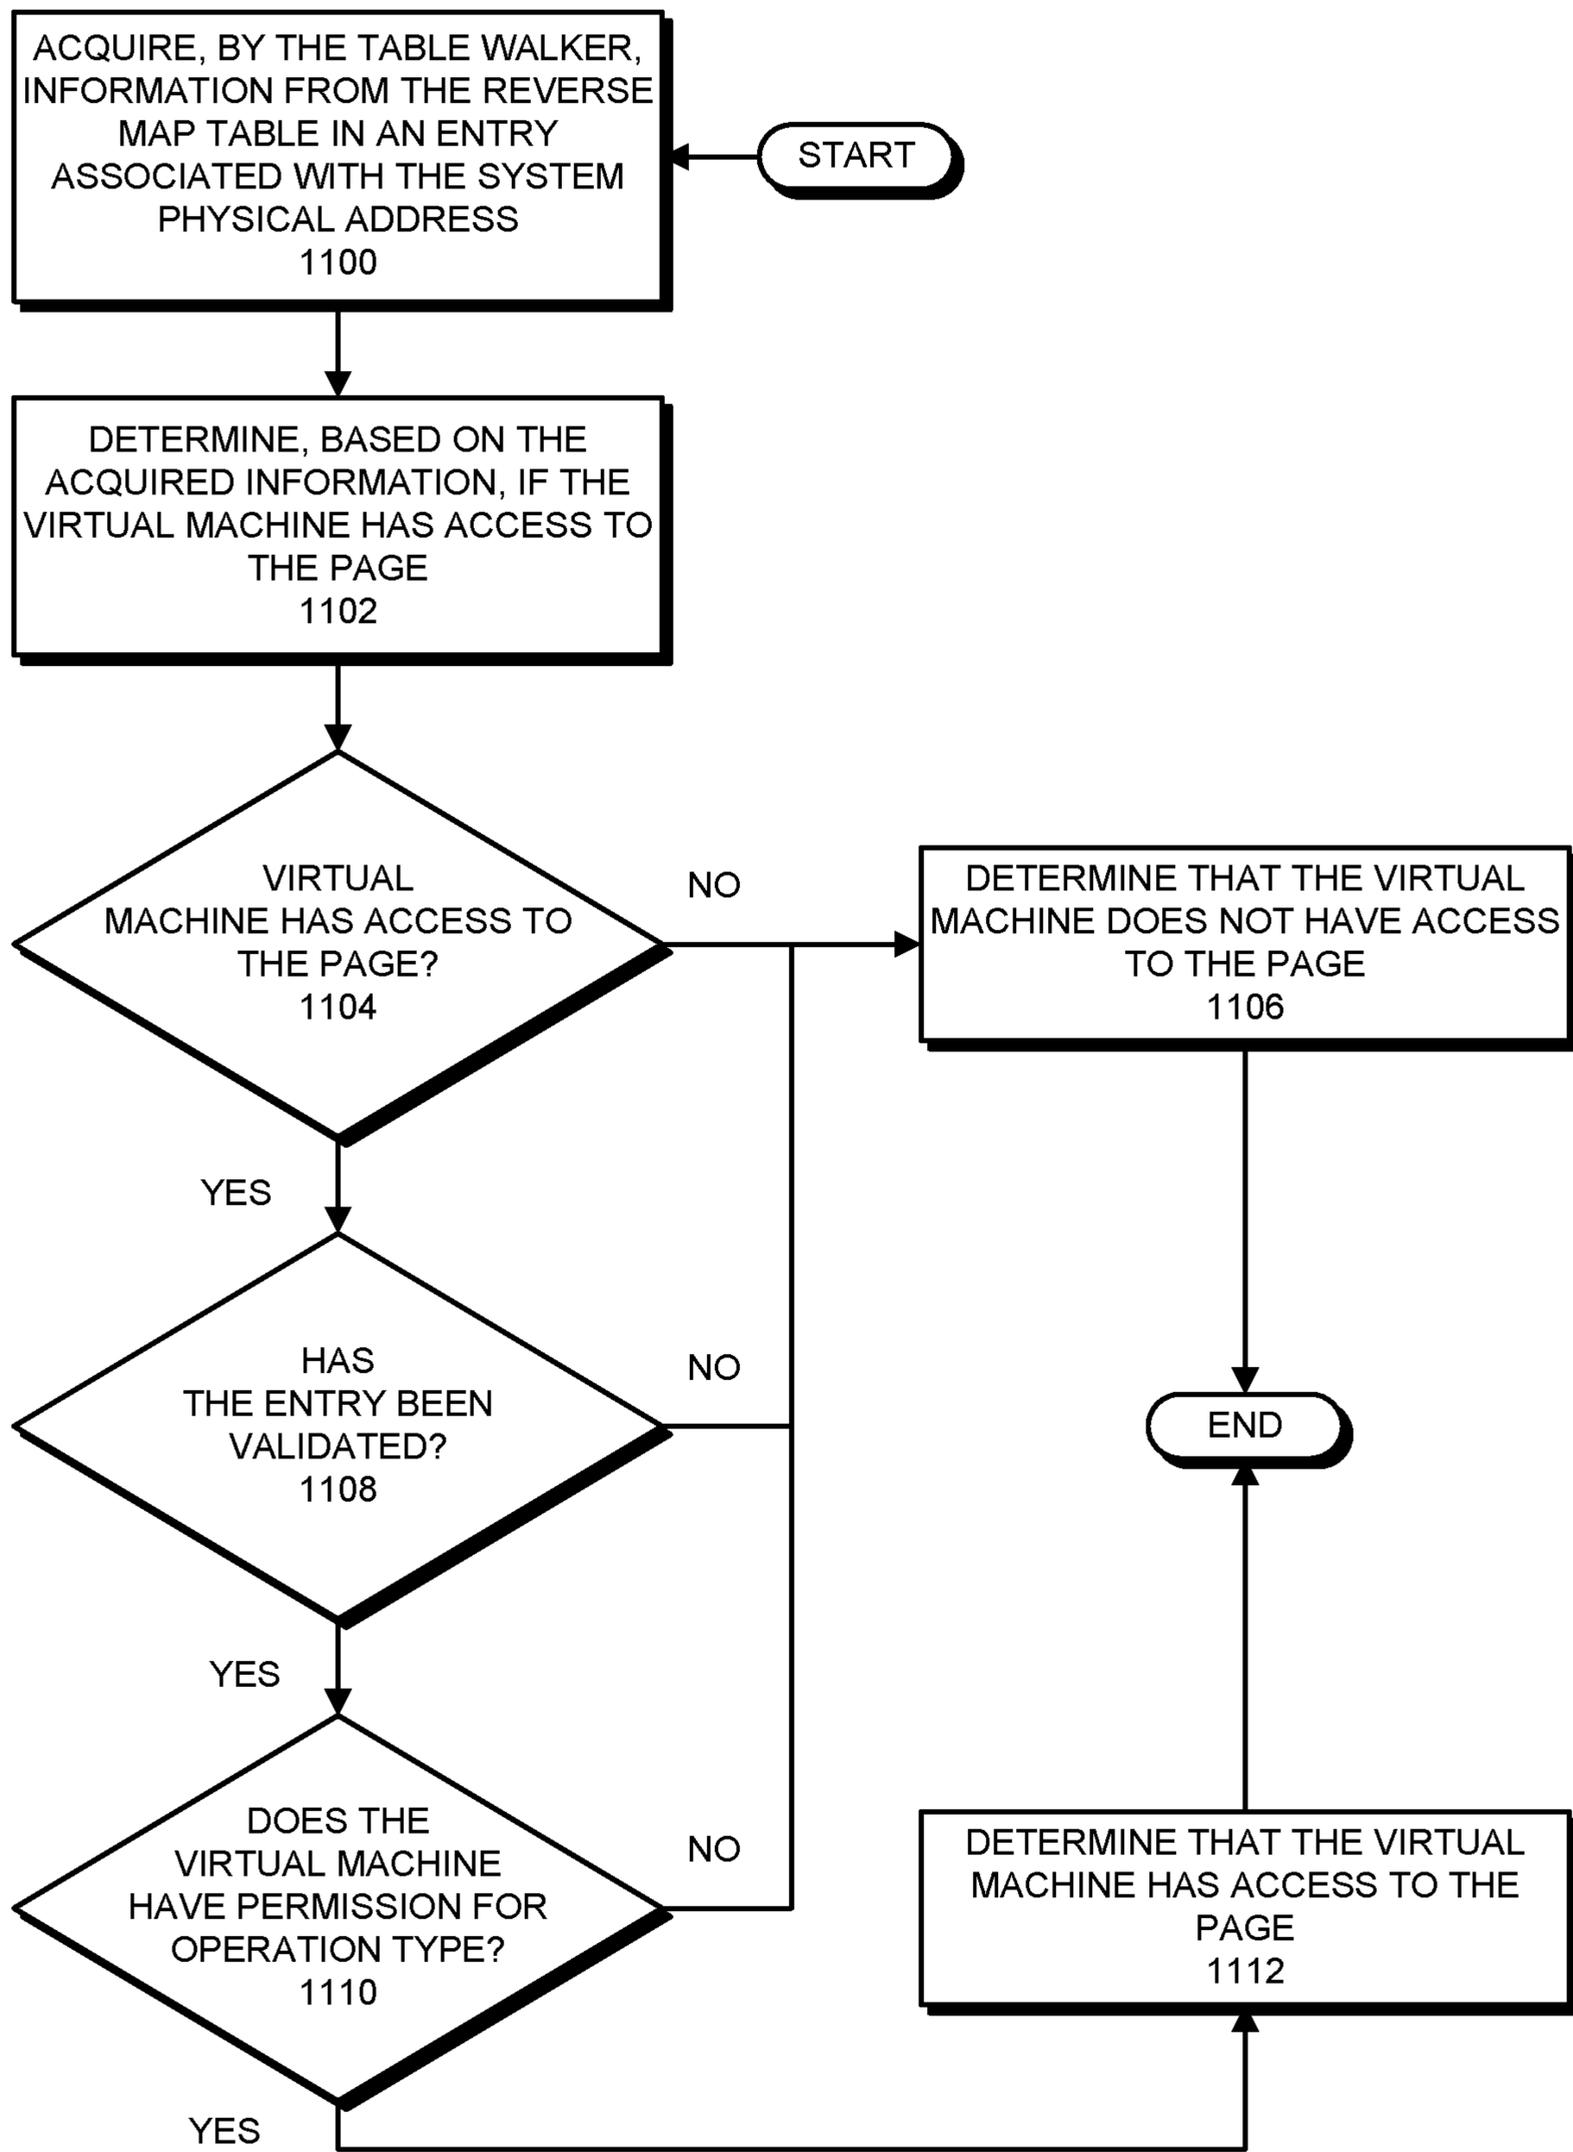 ACQUIRE, BY THE TABLE WALKER,
INFORMATION FROM THE REVERSE
MAP TABLE IN AN ENTRY
ASSOCIATED WITH THE SYSTEM
PHYSICAL ADDRESS
1100
START
DETERMINE, BASED ON THE
ACQUIRED INFORMATION, IF THE
VIRTUAL MACHINE HAS ACCESS TO
THE PAGE
1102
VIRTUAL
MACHINE HAS ACCESS TO
THE PAGE?
1104
NO
DETERMINE THAT THE VIRTUAL
MACHINE DOES NOT HAVE ACCESS
TO THE PAGE
1106
YES
HAS
THE ENTRY BEEN
VALIDATED?
1108
NO
END
YES
DOES THE
VIRTUAL MACHINE
HAVE PERMISSION FOR
OPERATION TYPE?
1110
NO
DETERMINE THAT THE VIRTUAL
MACHINE HAS ACCESS TO THE
PAGE
1112
YES